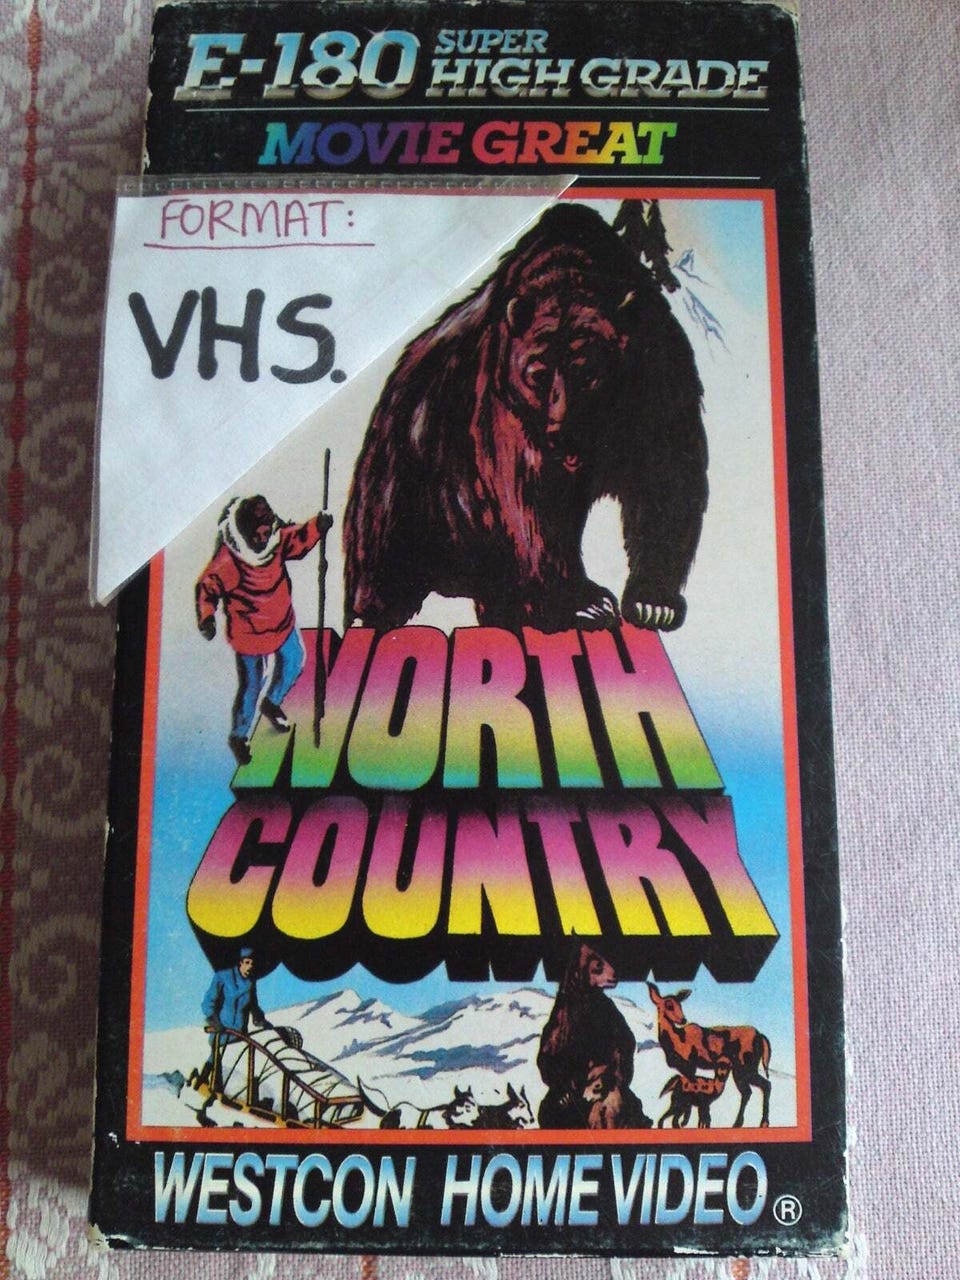 E-180 SUPER HIGH GRADE
MOVIE GREAT
FORMAT:
VHS.
NORTH
COUNTRY
WESTCON HOME VIDEO ®